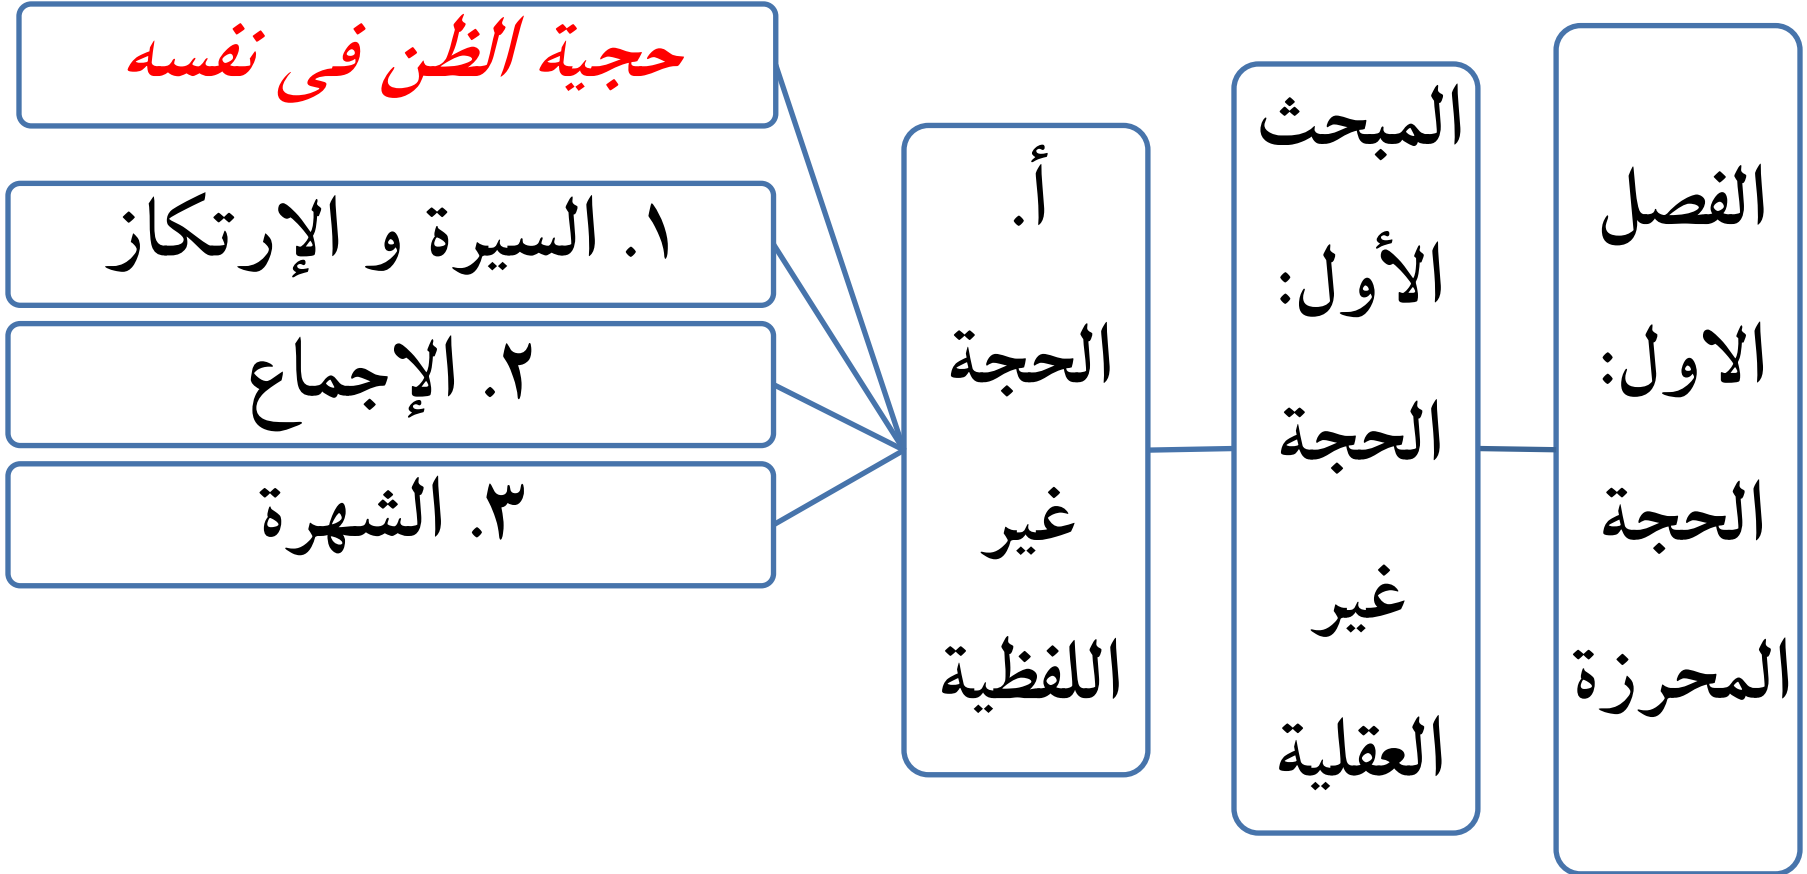 الفصل
الاول:
الحجة
المحرزة
المبحث
الأول:
الحجة
غير
العقلية
أ.
الحجة
غير
اللفظية
حجية الظن فى نفسه
١. السيرة و الإرتكاز
٢. الإجماع
٣. الشهرة